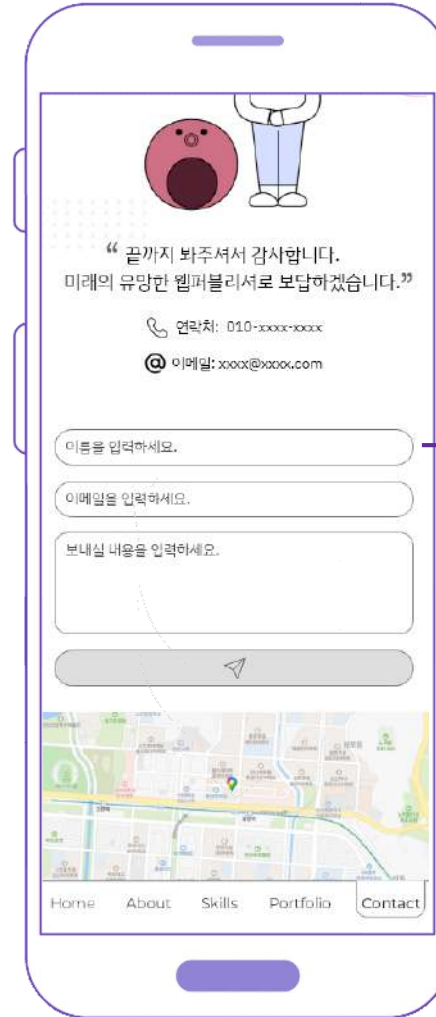 “ 끝까지 봐주셔서 감사합니다.
미래의 유망한 웹퍼블리셔로 보답하겠습니다.”
연락처: 010-xxxx-xxxx
@ 이메일: xxxx@xxxx.com
이름을 입력하세요.
이메일을 입력하세요.
보내실 내용을 입력하세요.
Home About Skills Portfolio Contact